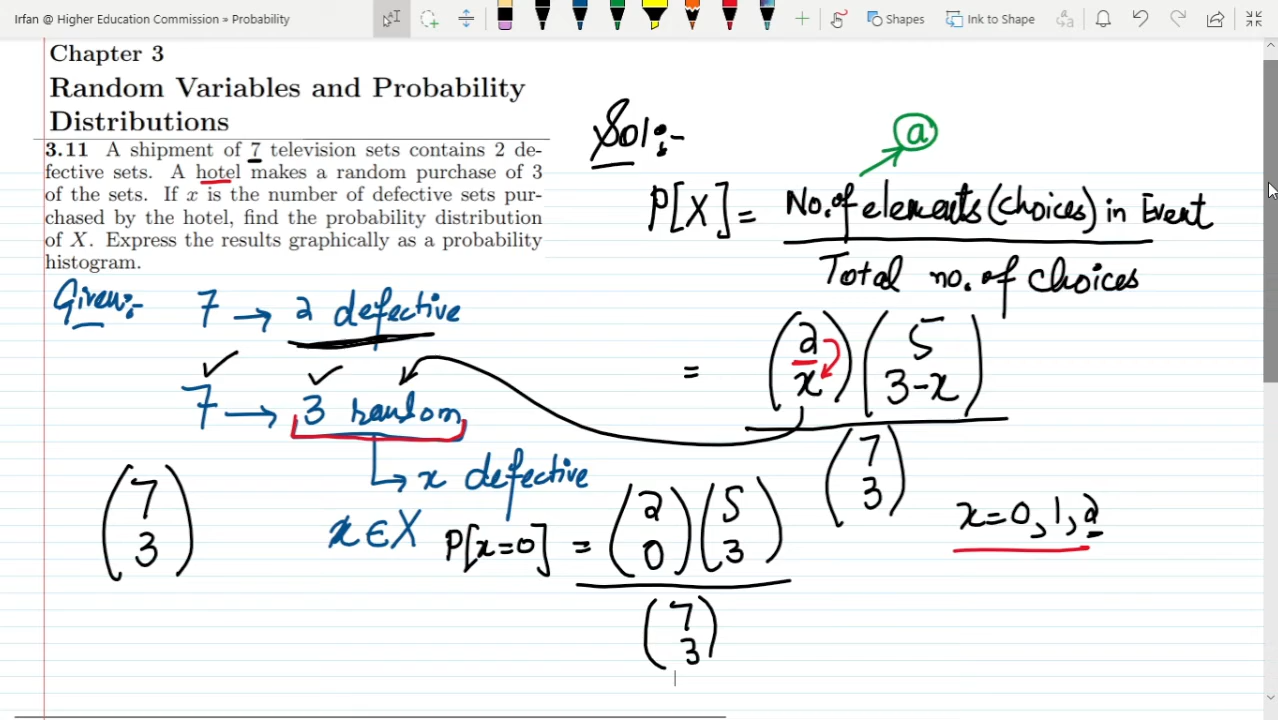 Irfan @ Higher Education Commission » Probability
Shapes
Ink to Shape
Chapter 3
Random Variables and Probability
Distributions
3.11 A shipment of 7 television sets contains 2 de-
fective sets. A hotel makes a random purchase of 3
of the sets. If x is the number of defective sets pur-
chased by the hotel, find the probability distribution
of X. Express the results graphically as a probability
histogram.
Given:-
7 → 2 defective
7 → 3 random
↳ x defective
x ∈ X
(7
3)
Sol:-
a
P[X] = No. of elements (choices) in Event
Total no. of choices
= (2 x) (5 3-x)
(7 3)
x = 0, 1, 2
P[x=0] = (2 0) (5 3)
(7 3)